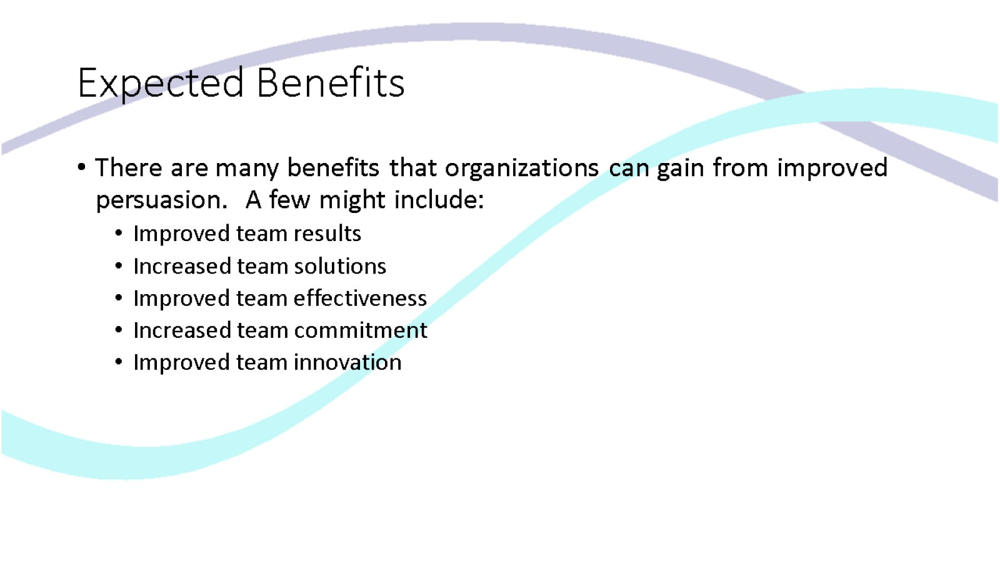 Expected Benefits
• There are many benefits that organizations can gain from improved
persuasion.  A few might include:
• Improved team results
• Increased team solutions
• Improved team effectiveness
• Increased team commitment
• Improved team innovation